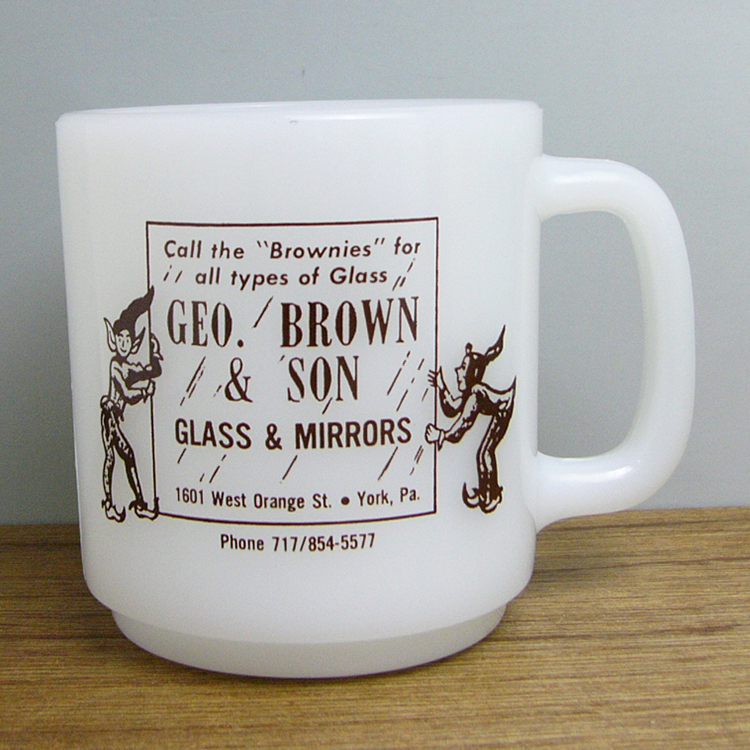 Call the "Brownies" for
all types of Glass
GEO. BROWN
& SON
GLASS & MIRRORS
1601 West Orange St. • York, Pa.
Phone 717/854-5577